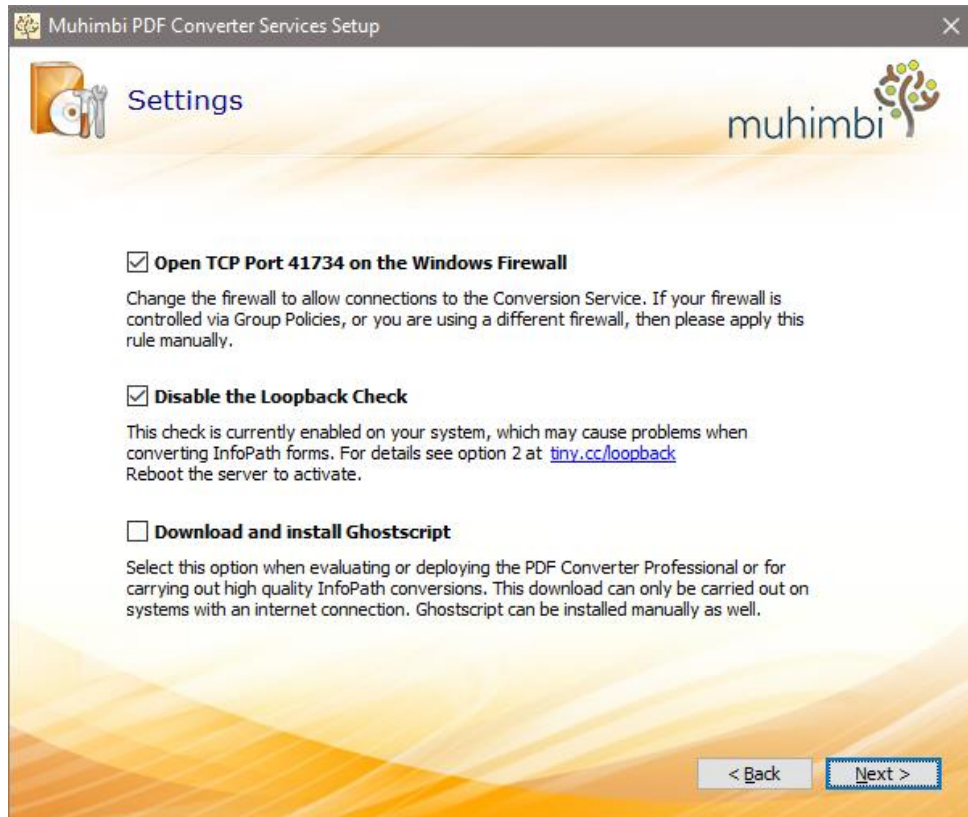 Muhimbi PDF Converter Services Setup
Settings
muhimbi
Open TCP Port 41734 on the Windows Firewall
Change the firewall to allow connections to the Conversion Service. If your firewall is
controlled via Group Policies, or you are using a different firewall, then please apply this
rule manually.
Disable the Loopback Check
This check is currently enabled on your system, which may cause problems when
converting InfoPath forms. For details see option 2 at tiny.cc/loopback
Reboot the server to activate.
Download and install Ghostscript
Select this option when evaluating or deploying the PDF Converter Professional or for
carrying out high quality InfoPath conversions. This download can only be carried out on
systems with an internet connection. Ghostscript can be installed manually as well.
< Back Next >